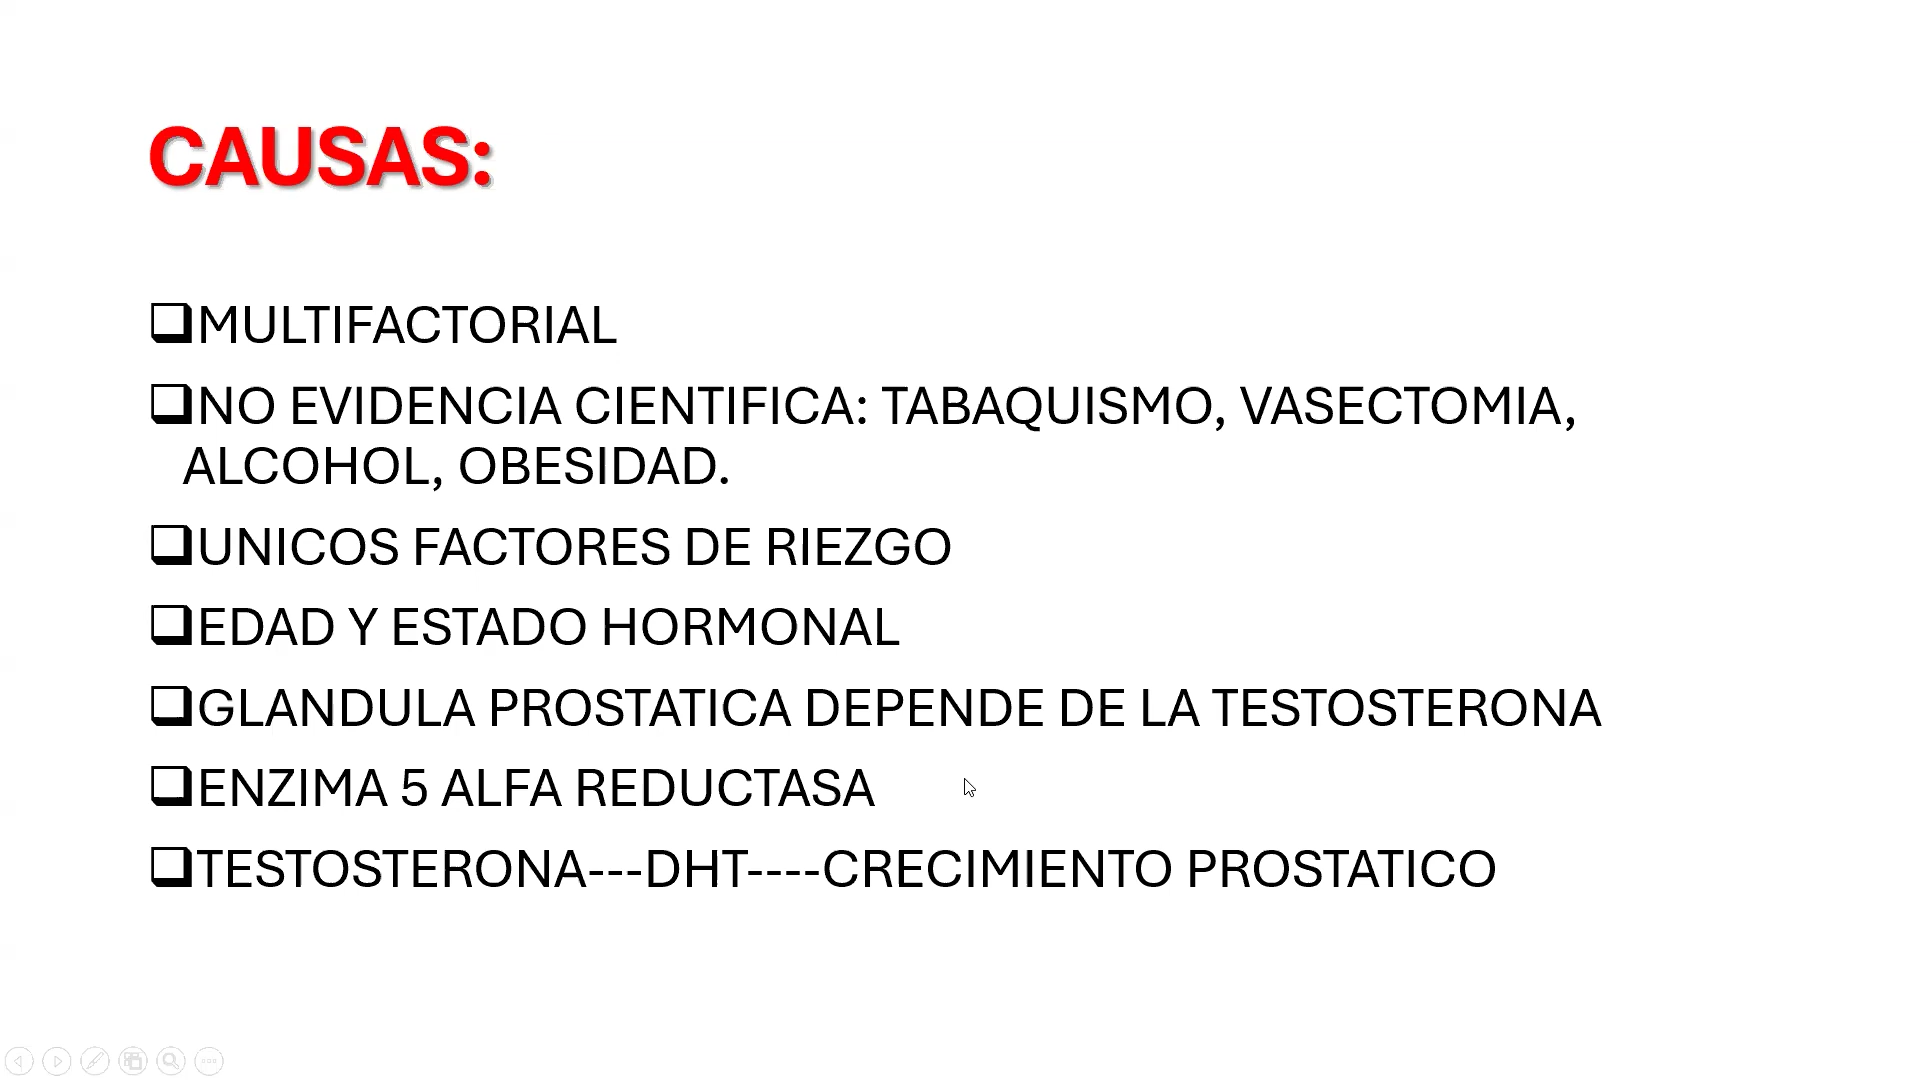 CAUSAS:
MULTIFACTORIAL
NO EVIDENCIA CIENTIFICA: TABAQUISMO, VASECTOMIA,
ALCOHOL, OBESIDAD.
UNICOS FACTORES DE RIEZGO
EDAD Y ESTADO HORMONAL
GLANDULA PROSTATICA DEPENDE DE LA TESTOSTERONA
ENZIMA 5 ALFA REDUCTASA
TESTOSTERONA---DHT----CRECIMIENTO PROSTATICO